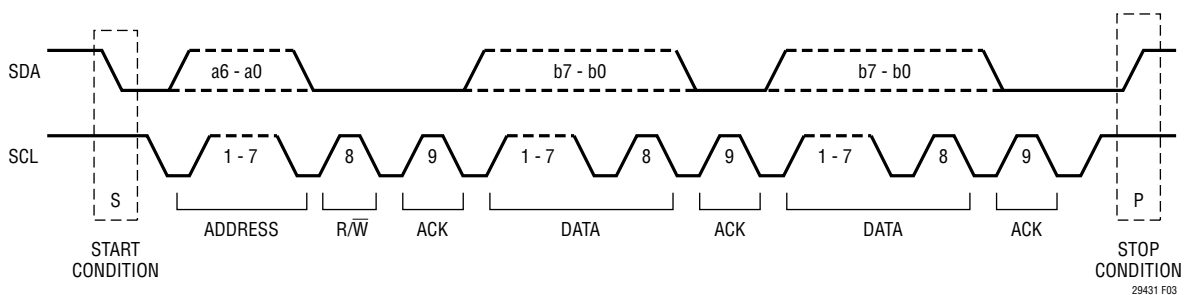 SDA
a6 - a0
b7 - b0
b7 - b0
SCL
1 - 7
8
9
1 - 7
8
9
1 - 7
8
9
S
P
ADDRESS
R/W̅
ACK
DATA
ACK
DATA
ACK
START
CONDITION
STOP
CONDITION
29431 F03